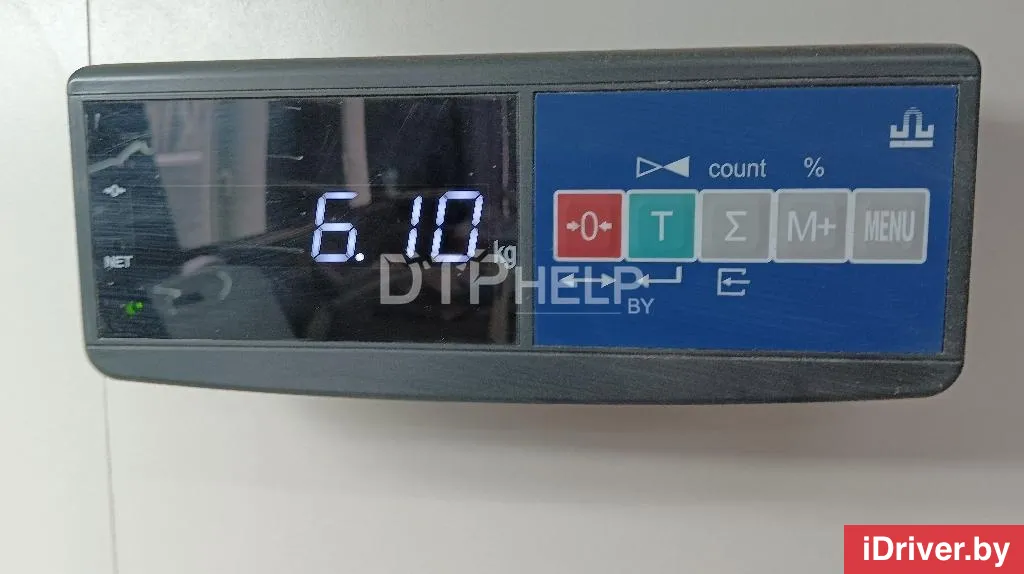 count %
6.10 kg
→0← T Σ M+ MENU
NET
DTPHELP
BY
iDriver.by